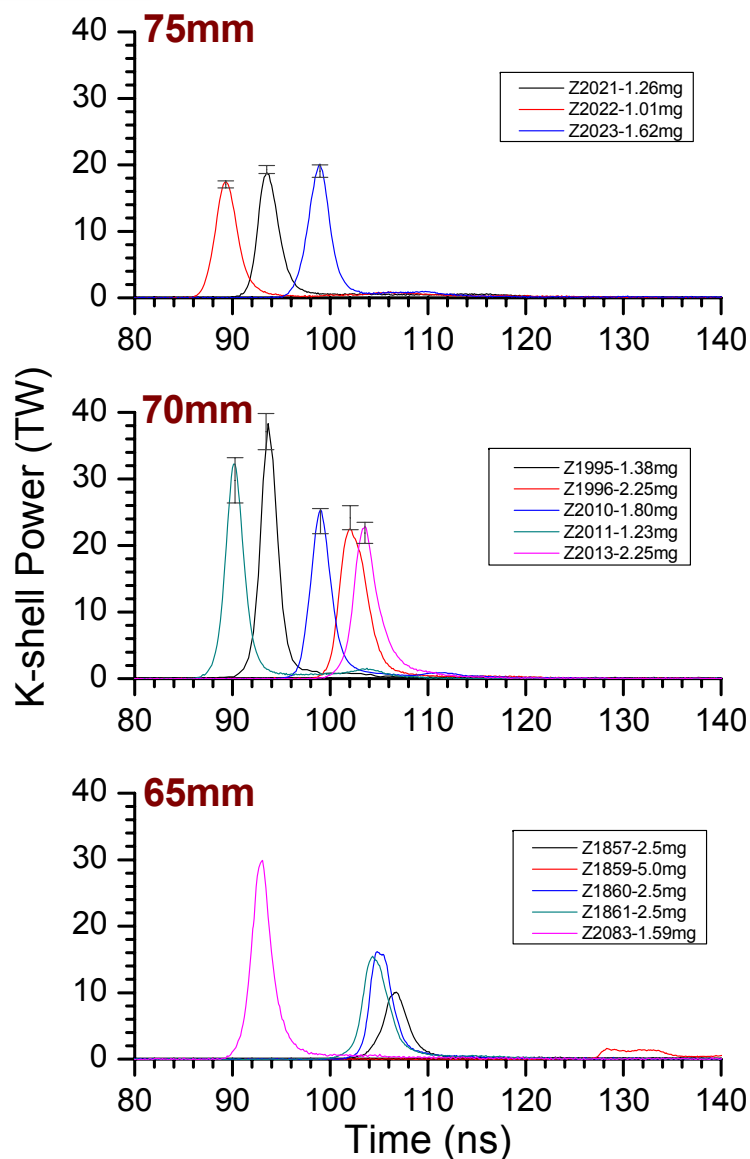 75mm
40
30
20
10
0
Z2021-1.26mg
Z2022-1.01mg
Z2023-1.62mg
80 90 100 110 120 130 140
70mm
40
30
20
10
0
Z1995-1.38mg
Z1996-2.25mg
Z2010-1.80mg
Z2011-1.23mg
Z2013-2.25mg
80 90 100 110 120 130 140
K-shell Power (TW)
65mm
40
30
20
10
0
Z1857-2.5mg
Z1859-5.0mg
Z1860-2.5mg
Z1861-2.5mg
Z2083-1.59mg
80 90 100 110 120 130 140
Time (ns)